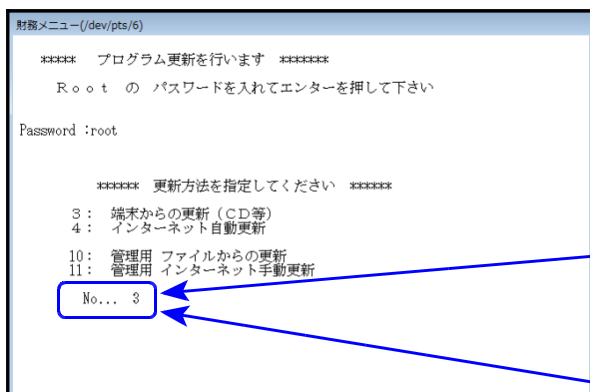 財務メニュー(/dev/pts/6)
***** プログラム更新を行います *******
Ｒｏｏｔ の パスワードを入れてエンターを押して下さい
Password :root
****** 更新方法を指定してください ******
３： 端末からの更新（ＣＤ等）
４： インターネット自動更新
10: 管理用 ファイルからの更新
11: 管理用 インターネット手動更新
No... 3